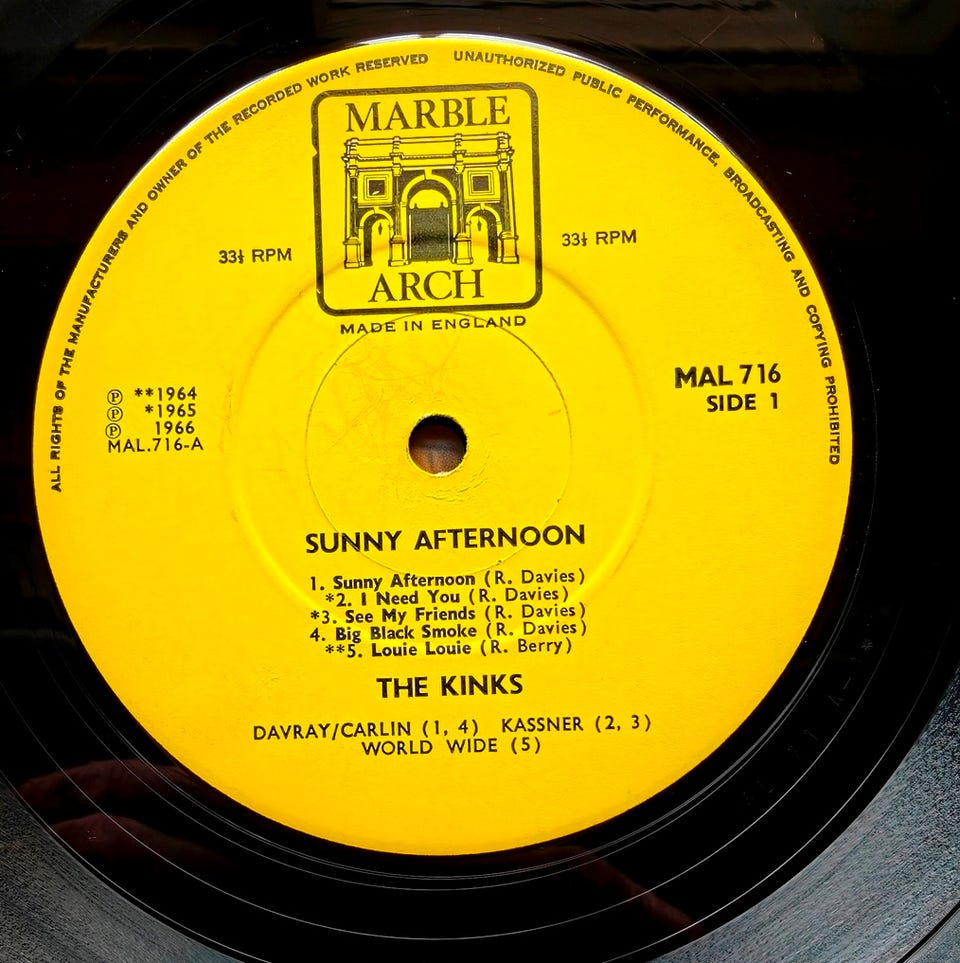 ALL RIGHTS OF THE MANUFACTURERS AND OWNER OF THE RECORDED WORK RESERVED UNAUTHORIZED PUBLIC PERFORMANCE, BROADCASTING AND COPYING PROHIBITED
MARBLE
ARCH
33⅓ RPM 33⅓ RPM
MADE IN ENGLAND
℗ **1964
℗ *1965
℗ 1966
MAL.716-A
MAL 716
SIDE 1
SUNNY AFTERNOON
1. Sunny Afternoon (R. Davies)
*2. I Need You (R. Davies)
*3. See My Friends (R. Davies)
4. Big Black Smoke (R. Davies)
**5. Louie Louie (R. Berry)
THE KINKS
DAVRAY/CARLIN (1, 4) KASSNER (2, 3)
WORLD WIDE (5)